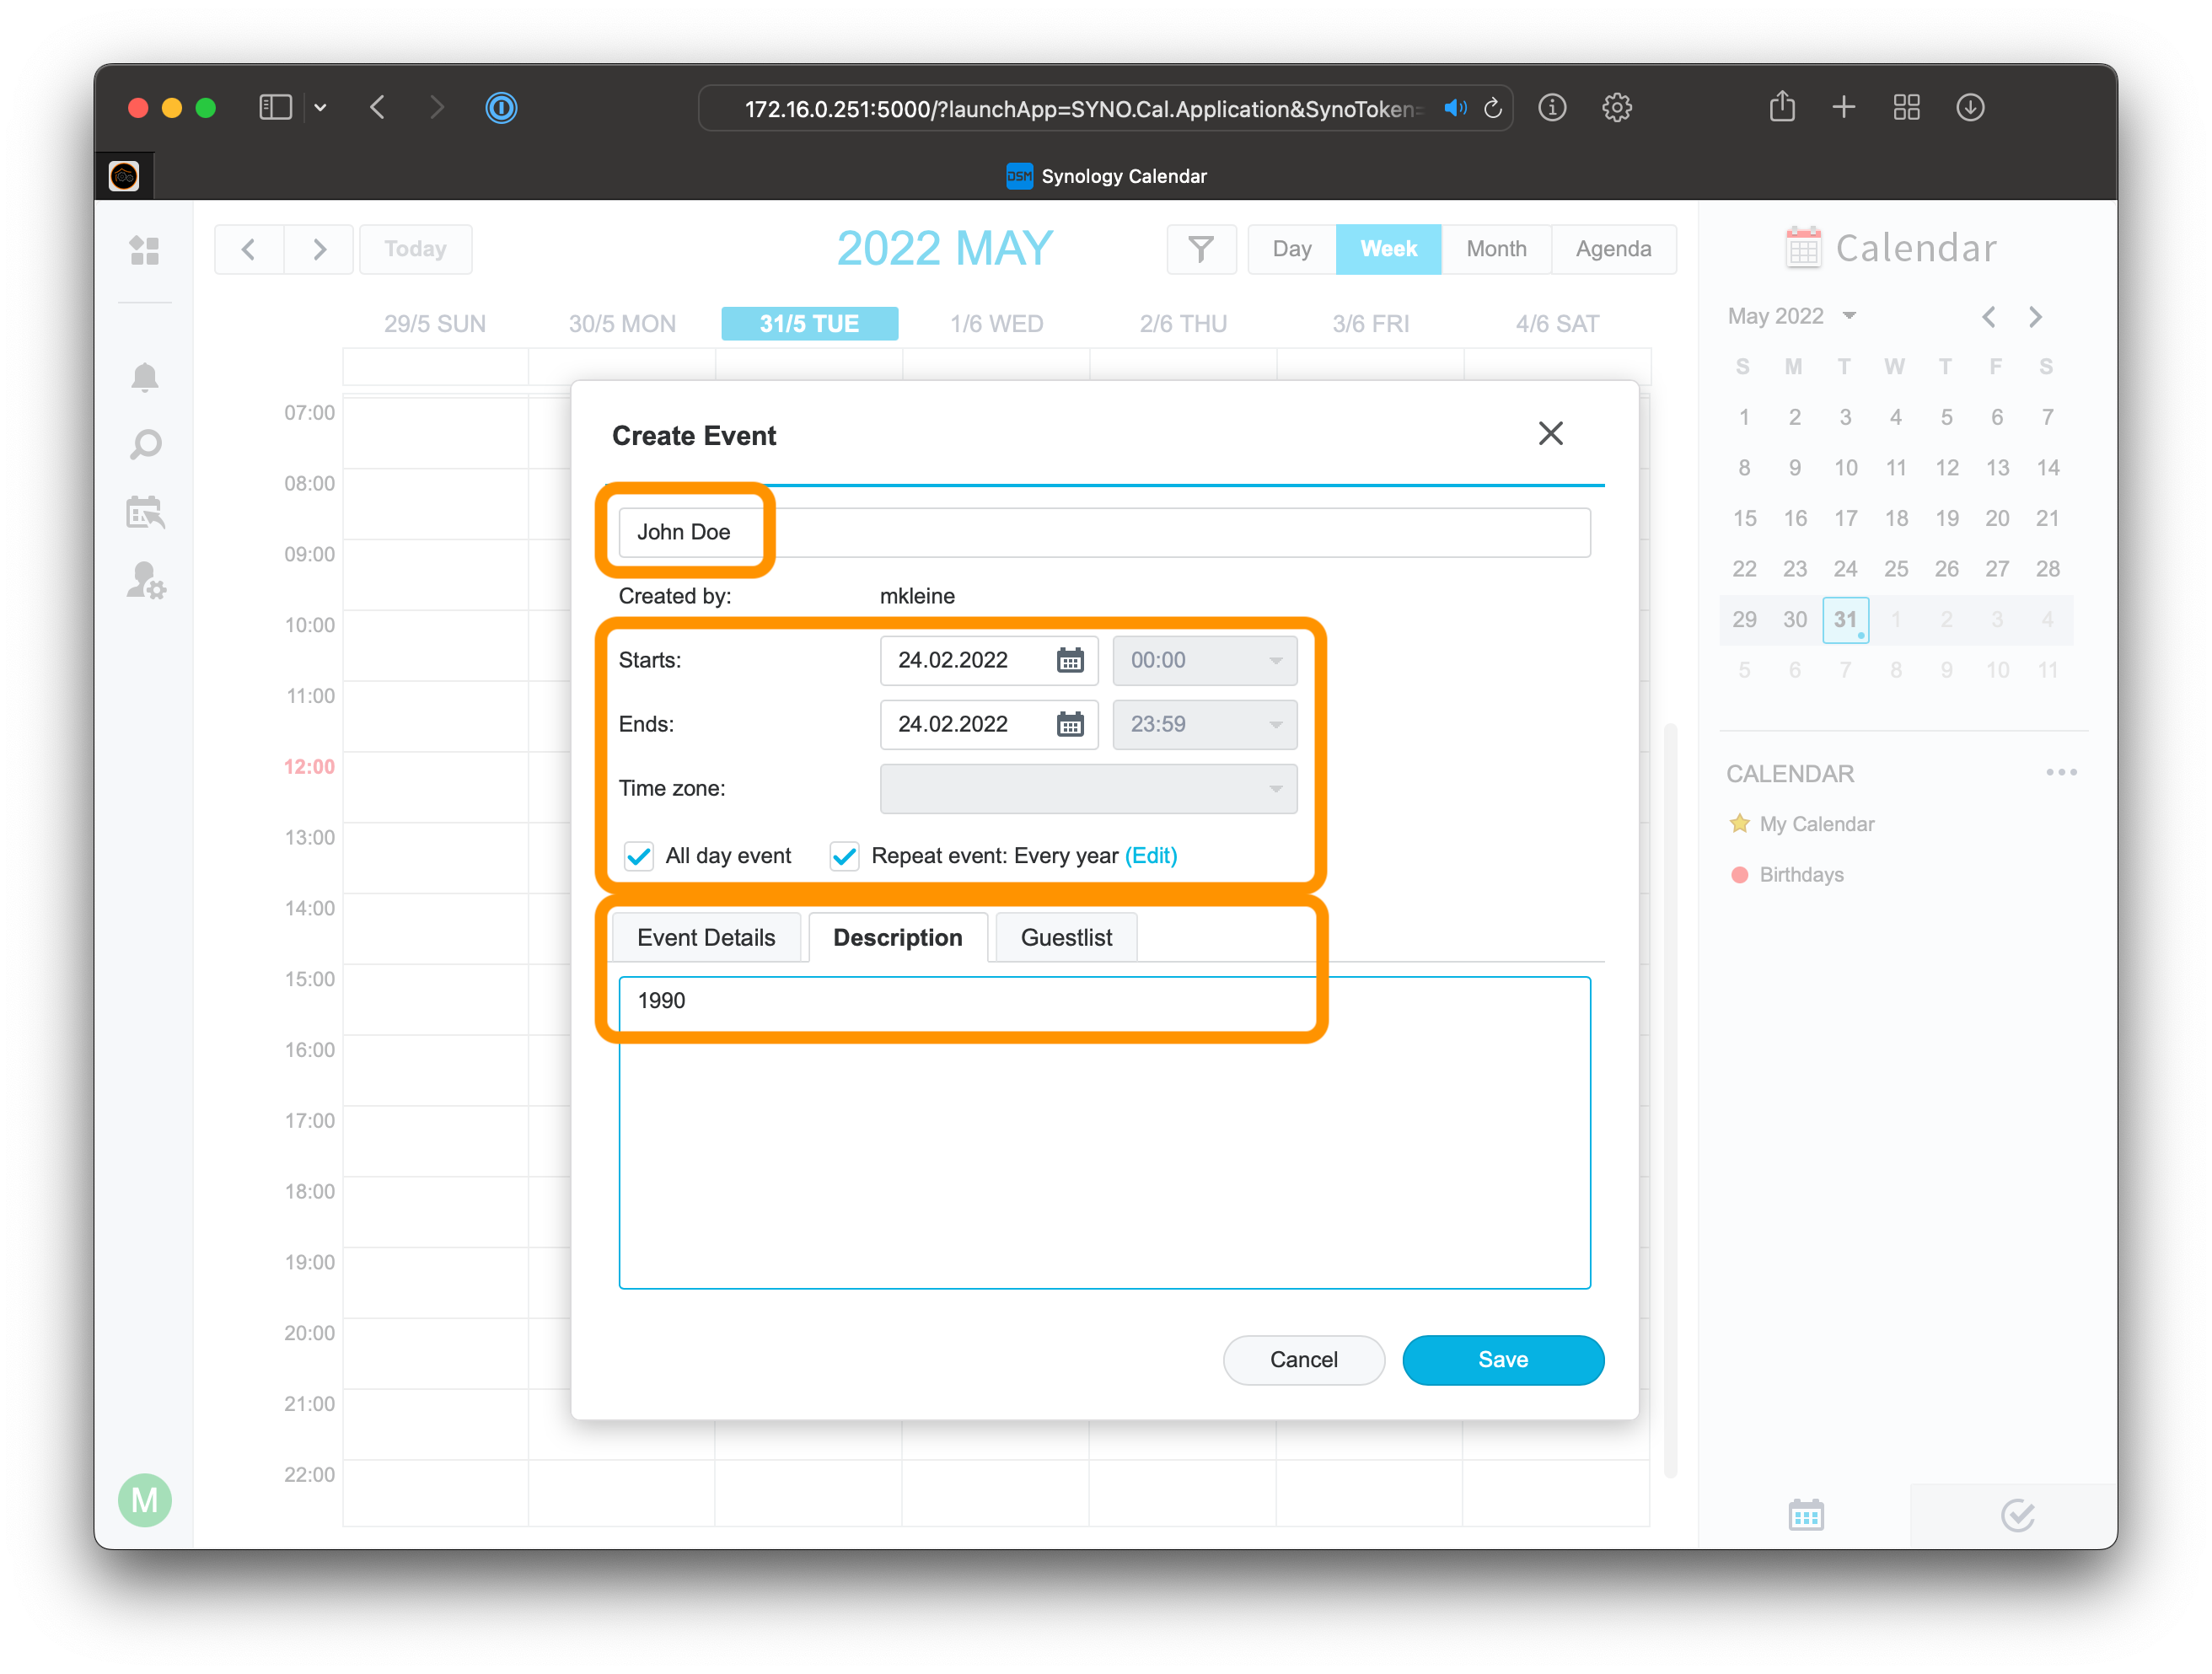 172.16.0.251:5000/?launchApp=SYNO.Cal.Application&SynoToken=
DSM Synology Calendar
Today
2022 MAY
Day Week Month Agenda
29/5 SUN 30/5 MON 31/5 TUE 1/6 WED 2/6 THU 3/6 FRI 4/6 SAT
07:00
08:00
09:00
10:00
11:00
12:00
13:00
14:00
15:00
16:00
17:00
18:00
19:00
20:00
21:00
22:00
M
Create Event
John Doe
Created by: mkleine
Starts: 24.02.2022 00:00
Ends: 24.02.2022 23:59
Time zone:
All day event Repeat event: Every year (Edit)
Event Details Description Guestlist
1990
Cancel Save
Calendar
May 2022
S M T W T F S
1 2 3 4 5 6 7
8 9 10 11 12 13 14
15 16 17 18 19 20 21
22 23 24 25 26 27 28
29 30 31 1 2 3 4
5 6 7 8 9 10 11
CALENDAR
My Calendar
Birthdays